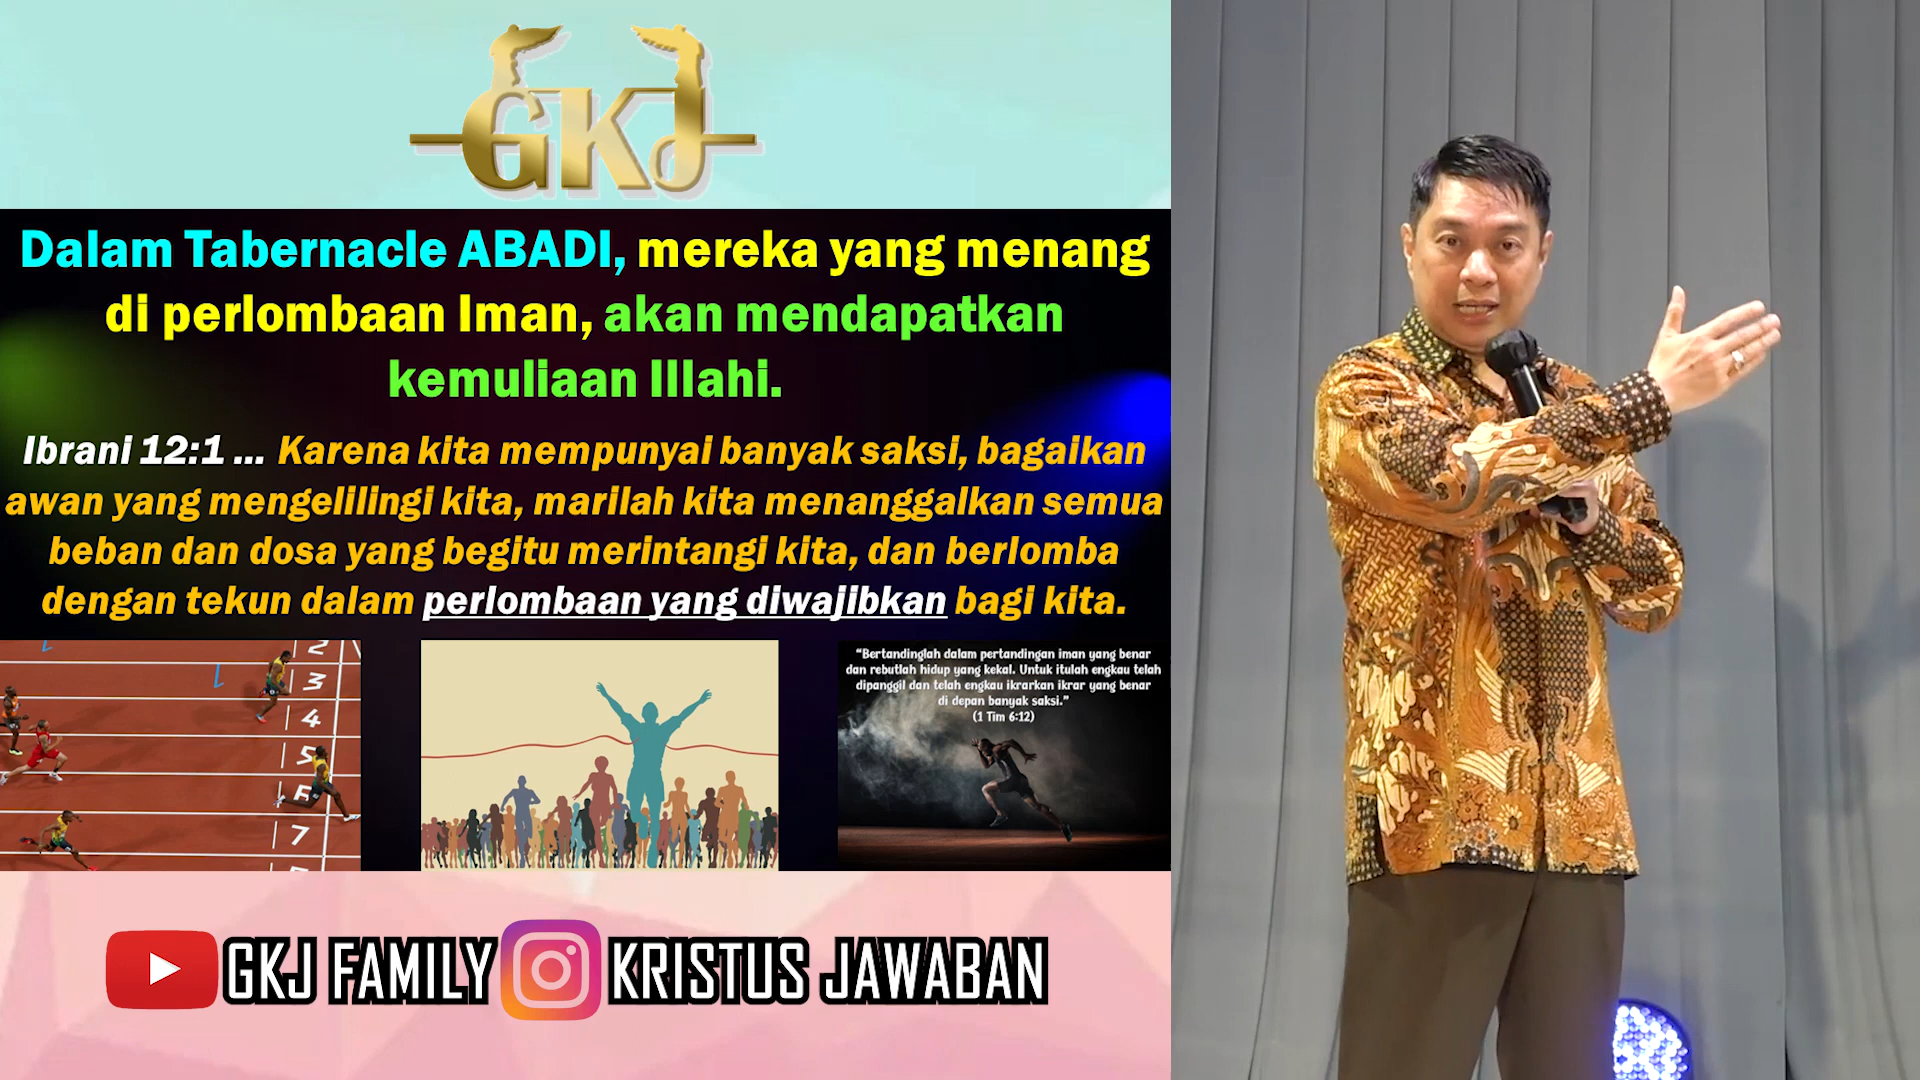 GKJ
Dalam Tabernacle ABADI, mereka yang menang
di perlombaan Iman, akan mendapatkan
kemuliaan Illahi.
Ibrani 12:1 ... Karena kita mempunyai banyak saksi, bagaikan
awan yang mengelilingi kita, marilah kita menanggalkan semua
beban dan dosa yang begitu merintangi kita, dan berlomba
dengan tekun dalam perlombaan yang diwajibkan bagi kita.
2
3
4
5
6
7
“Bertandinglah dalam pertandingan iman yang benar
dan rebutlah hidup yang kekal. Untuk itulah engkau telah
dipanggil dan telah engkau ikrarkan ikrar yang benar
di depan banyak saksi.”
(1 Tim 6:12)
GKJ FAMILY KRISTUS JAWABAN